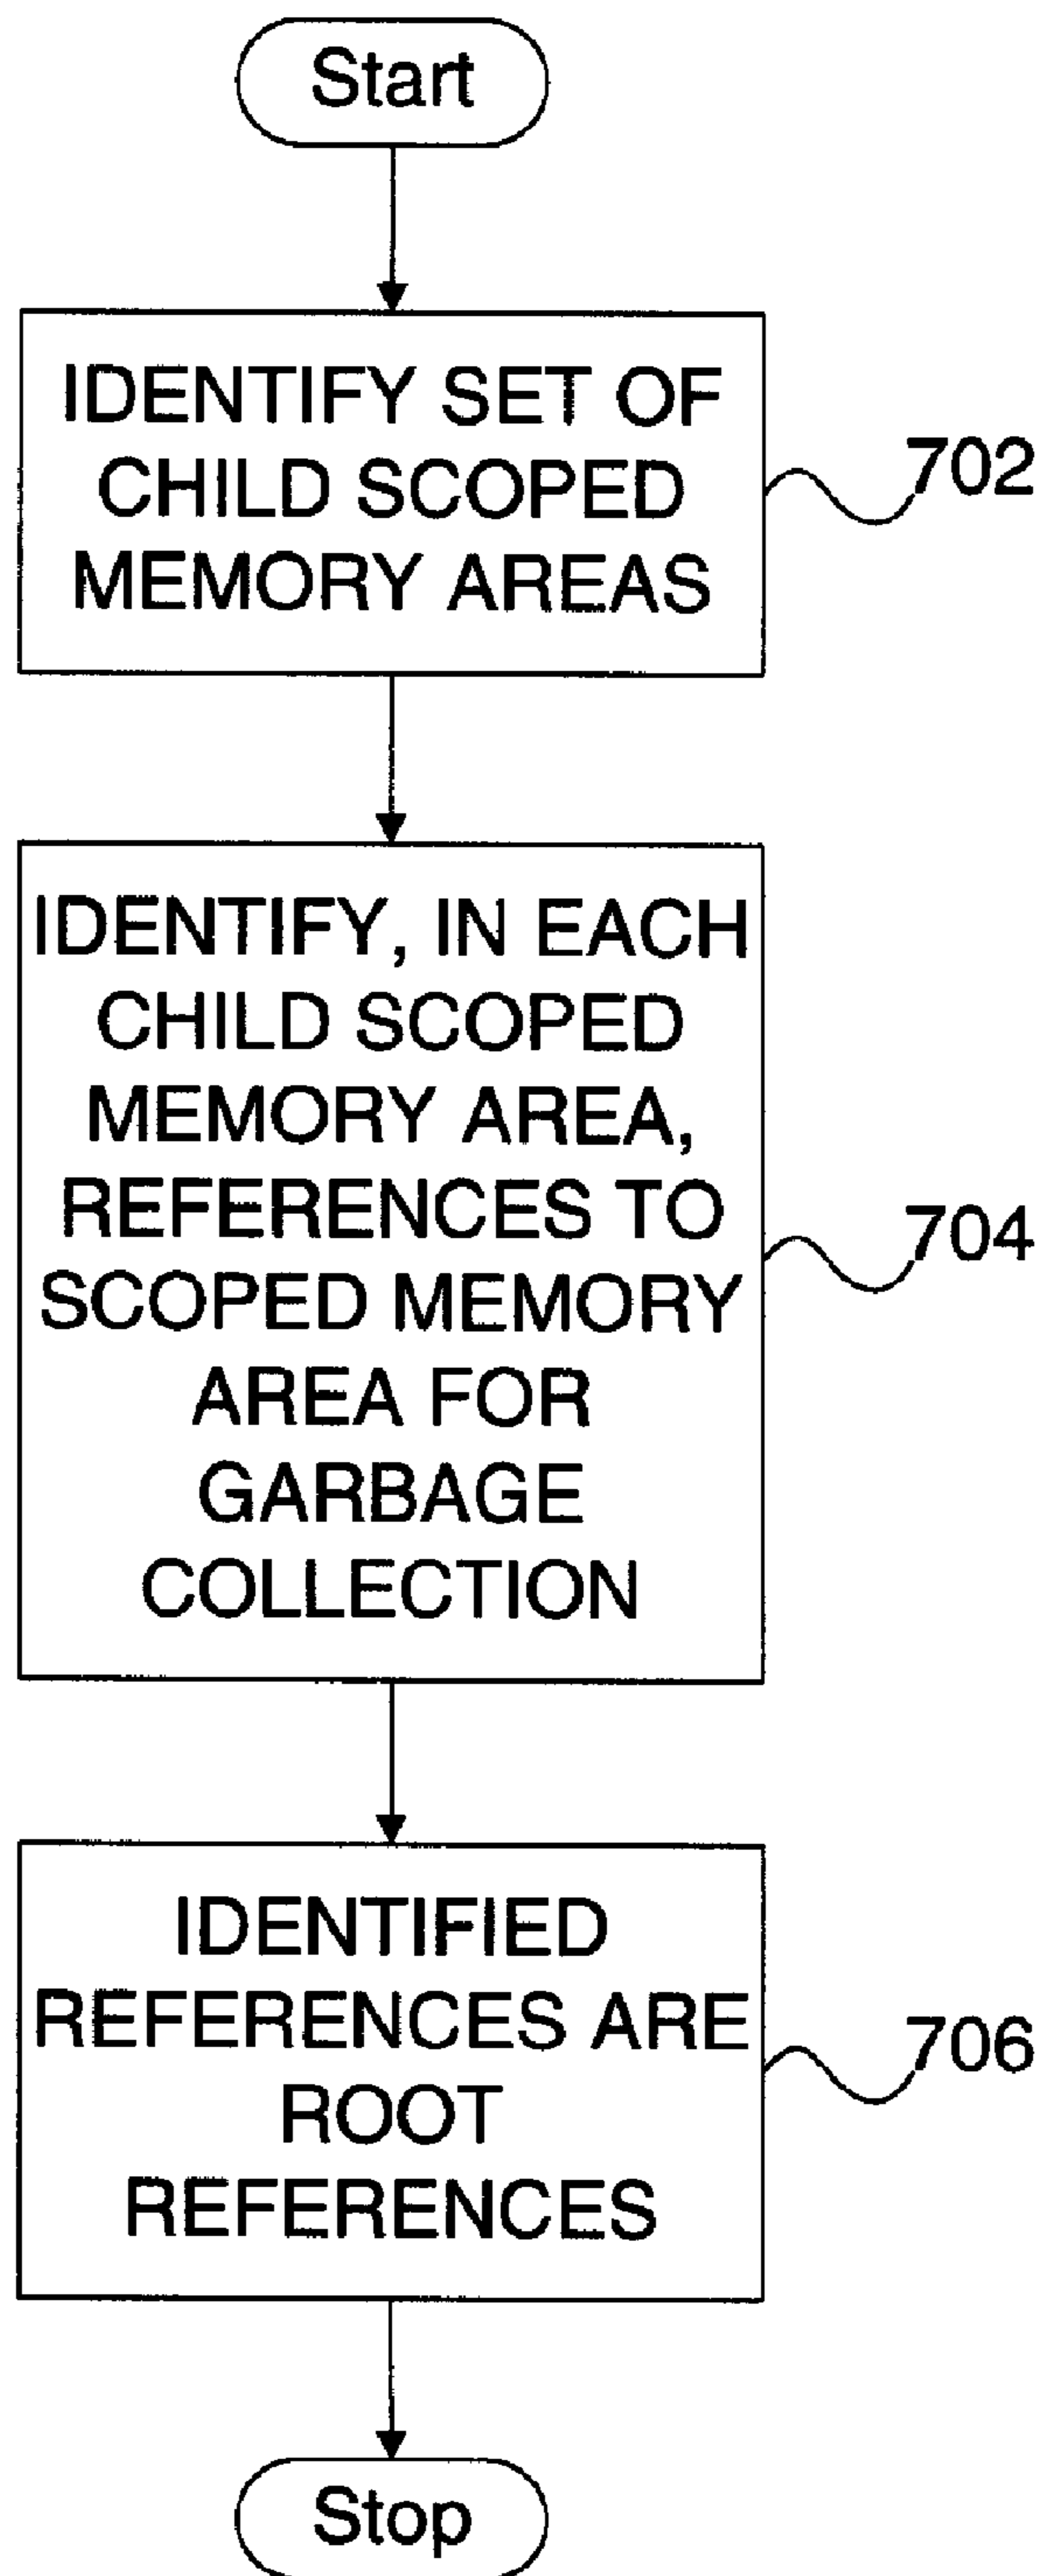 Start
IDENTIFY SET OF
CHILD SCOPED
MEMORY AREAS
702
IDENTIFY, IN EACH
CHILD SCOPED
MEMORY AREA,
REFERENCES TO
SCOPED MEMORY
AREA FOR
GARBAGE
COLLECTION
704
IDENTIFIED
REFERENCES ARE
ROOT
REFERENCES
706
Stop